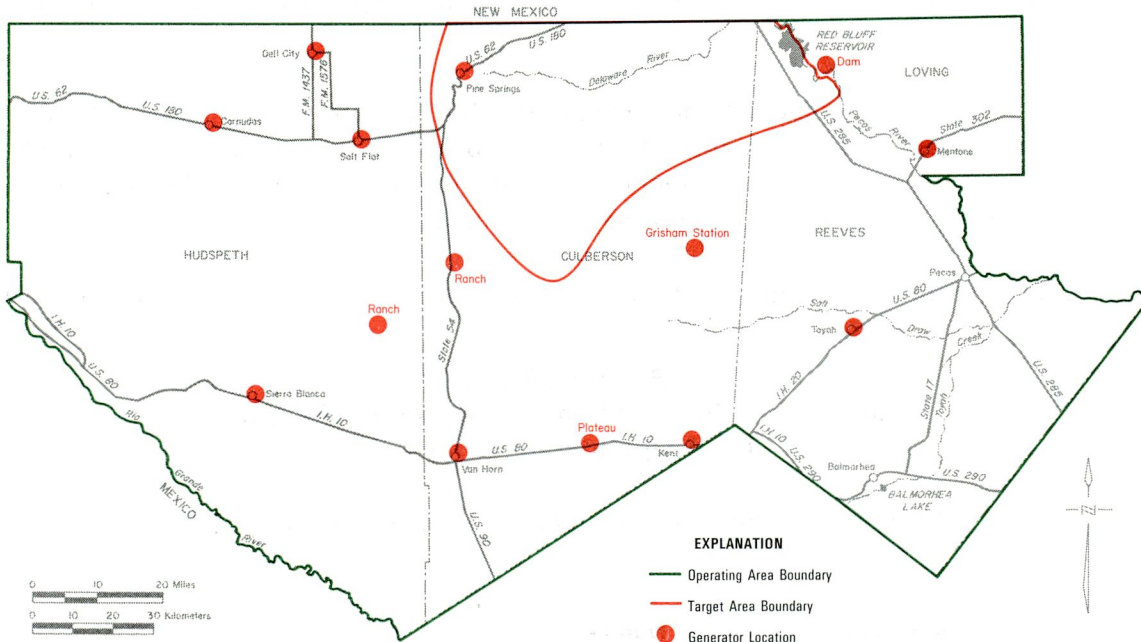 NEW MEXICO
Dell City
F.M. 1437
F.M. 1576
U.S. 62
U.S. 180
Pine Springs
Delaware River
RED BLUFF
RESERVOIR
Dam
LOVING
U.S. 62
U.S. 180
Cornudas
Salt Flat
U.S. 285
Pecos
River
State 302
Mentone
HUDSPETH
CULBERSON
REEVES
Grisham Station
Ranch
Ranch
State 54
Pecos
U.S. 80
Salt
Draw
Toyah
Creek
I.H. 10
U.S. 80
Sierra Blanca
I.H. 10
I.H. 20
State 17
Toyah
U.S. 285
Rio
Grande
River
MEXICO
Van Horn
U.S. 80
Plateau
I.H. 10
Kent
I.H. 10
U.S. 290
Balmorhea
U.S. 290
BALMORHEA
LAKE
U.S. 90
N
EXPLANATION
Operating Area Boundary
Target Area Boundary
Generator Location
0 10 20 Miles
0 10 20 30 Kilometers